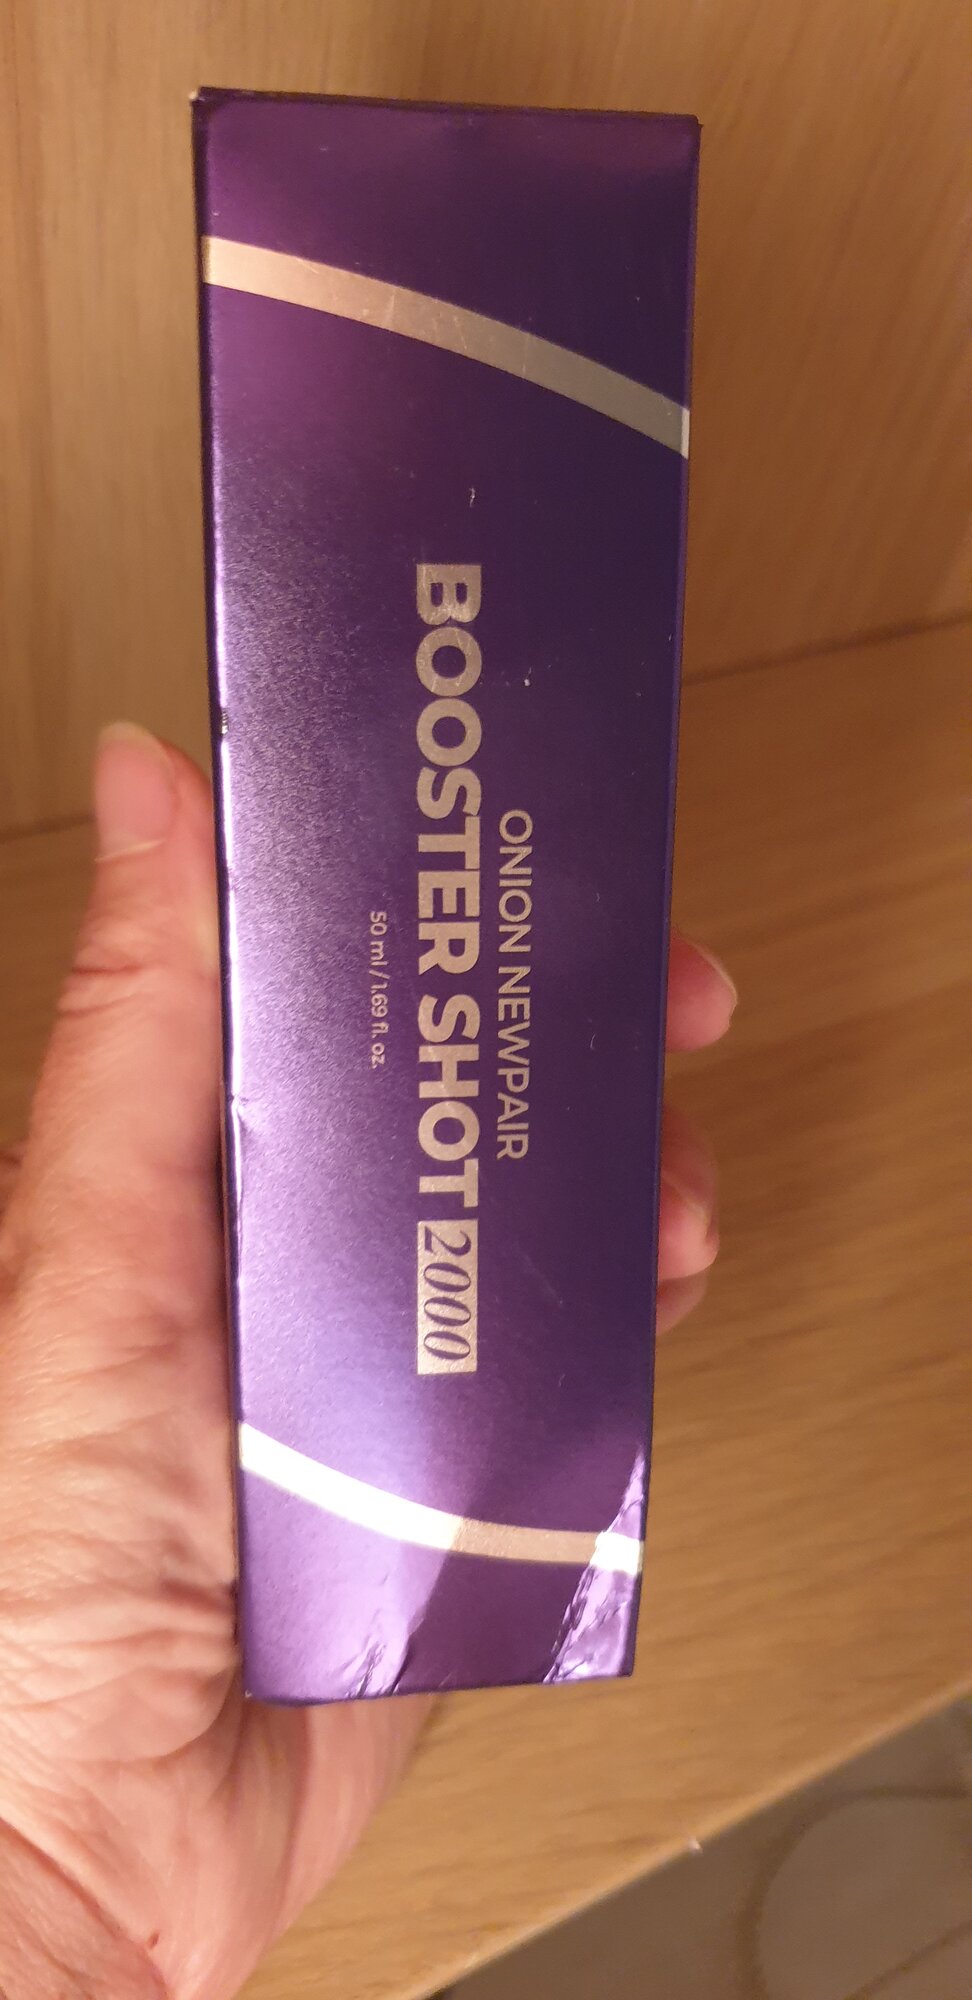 ONION NEWPAIR
BOOSTER SHOT 2000
50 ml / 1.69 fl. oz.